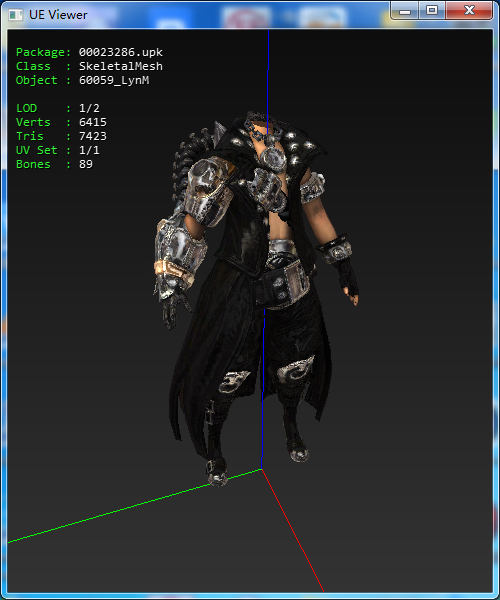 UE Viewer
Package: 00023286.upk
Class : SkeletalMesh
Object : 60059_LynM
LOD : 1/2
Verts : 6415
Tris : 7423
UV Set : 1/1
Bones : 89